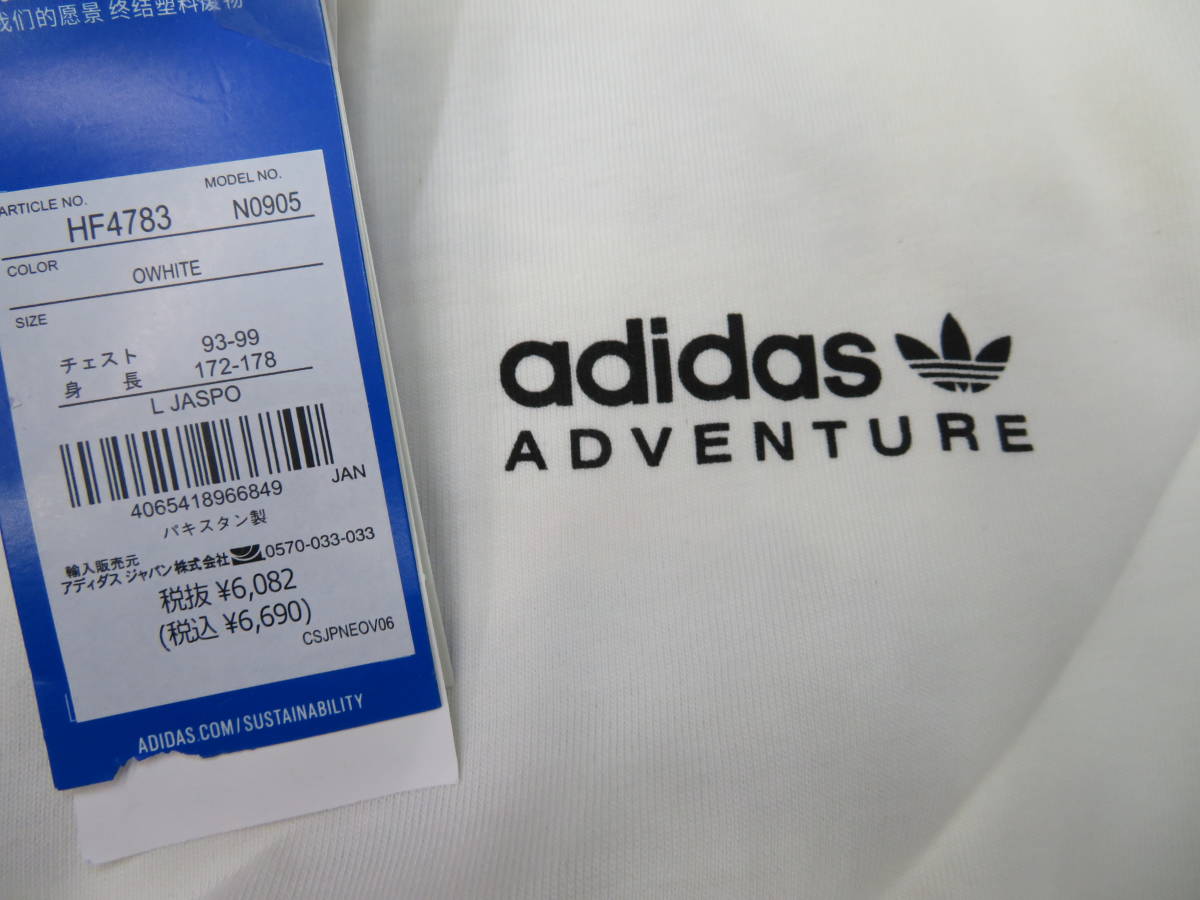 我们的愿景 终结塑料废物
ARTICLE NO. MODEL NO.
HF4783 N0905
COLOR
OWHITE
SIZE
チェスト 93-99
身長 172-178
L JASPO
4065418966849 JAN
パキスタン製
輸入販売元
アディダス ジャパン株式会社 0570-033-033
税抜 ¥6,082
(税込 ¥6,690)
CSJPNEOV06
ADIDAS.COM/SUSTAINABILITY
adidas
ADVENTURE